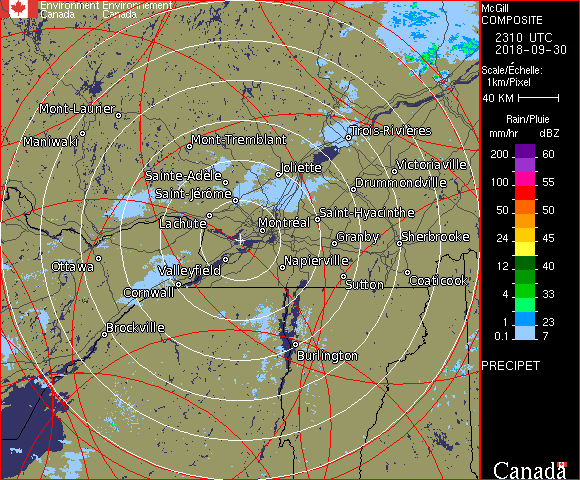 Environment Environnement
Canada Canada
McGill
COMPOSITE
2310 UTC
2018-09-30
Scale/Échelle:
1km/Pixel
40 KM
Rain/Pluie
mm/hr dBZ
200 60
100 55
50 50
24 45
12 40
4 33
1 23
0.1 7
PRECIPET
Canada
Mont-Laurier
Maniwaki
Mont-Tremblant
Trois-Rivières
Sainte-Adèle
Joliette
Victoriaville
Saint-Jérôme
Drummondville
Lachute
Saint-Hyacinthe
Montréal
Granby
Sherbrooke
Ottawa
Valleyfield
Napierville
Cornwall
Sutton
Coaticook
Brockville
Burlington